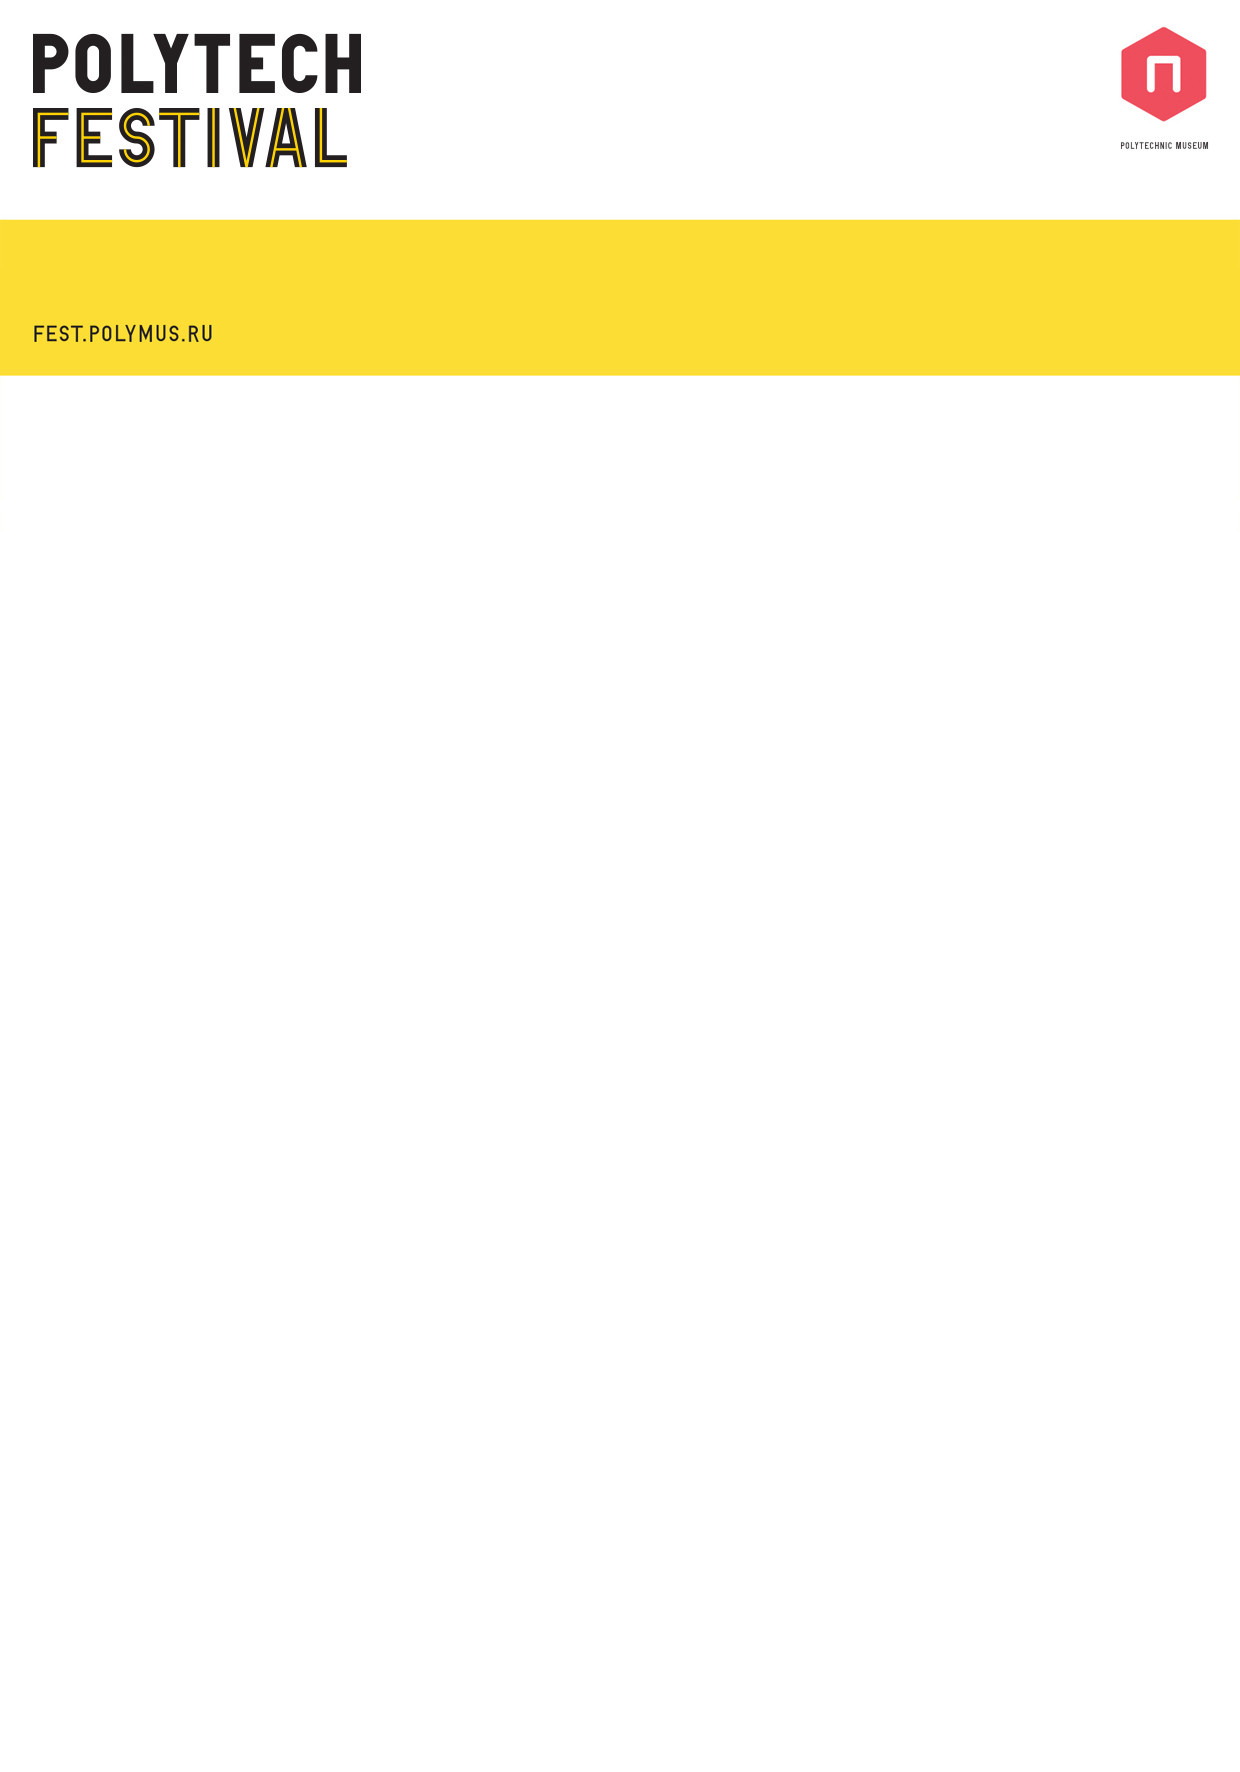 POLYTECH
FESTIVAL
П
POLYTECHNIC MUSEUM
FEST.POLYMUS.RU